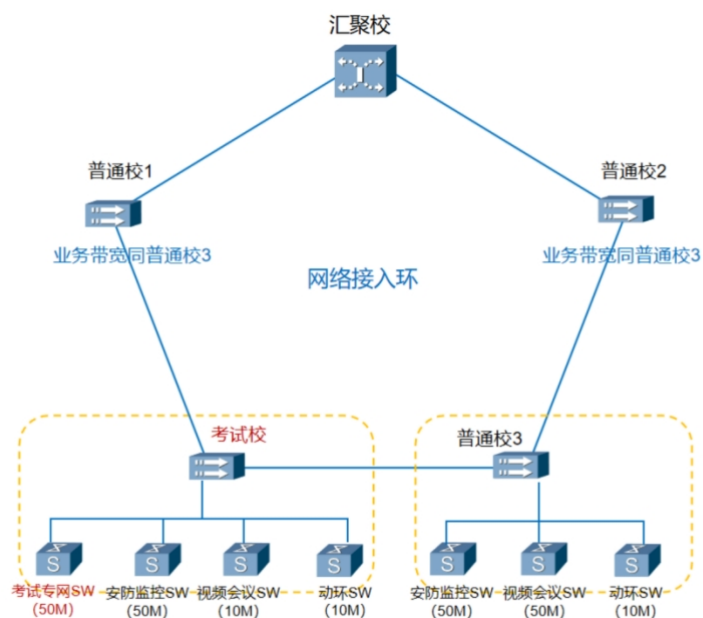 汇聚校
普通校1
普通校2
业务带宽同普通校3
业务带宽同普通校3
网络接入环
考试校
普通校3
S
S
S
S
S
S
S
考试专网SW
(50M)
安防监控SW
(50M)
视频会议SW
(10M)
动环SW
(10M)
安防监控SW
(50M)
视频会议SW
(50M)
动环SW
(10M)